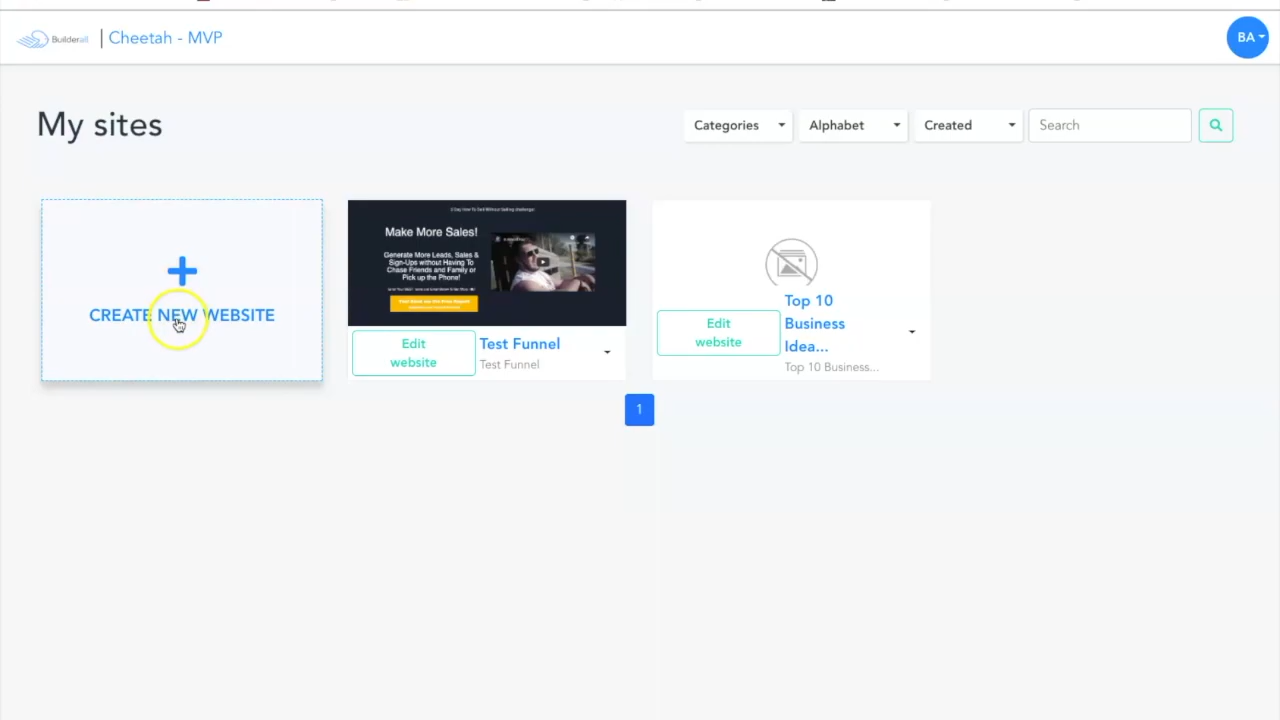 Builderall
Cheetah - MVP
BA
My sites
Categories
Alphabet
Created
Search
CREATE NEW WEBSITE
Make More Sales!
Generate More Leads, Sales &
Sign-Ups without Having To
Chase Friends and Family or
Pick up the Phone!
Edit
website
Test Funnel
Test Funnel
Edit
website
Top 10
Business
Idea...
Top 10 Business...
1